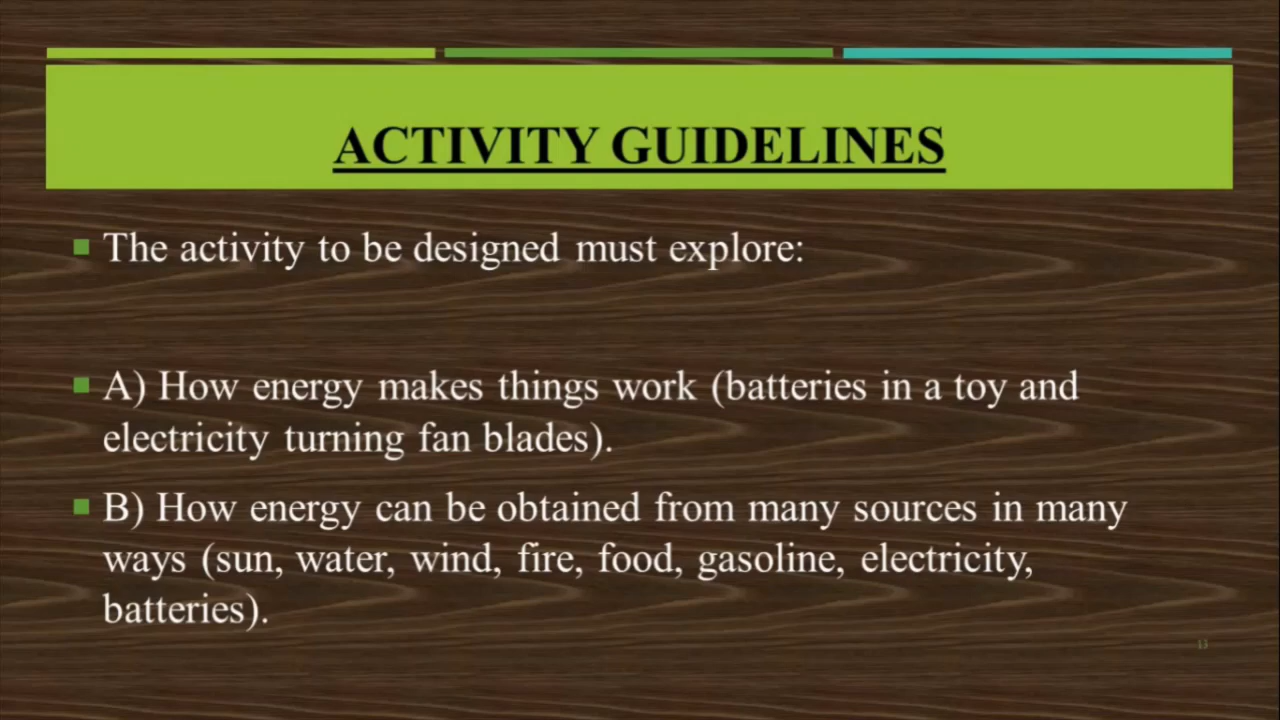 ACTIVITY GUIDELINES
The activity to be designed must explore:
A) How energy makes things work (batteries in a toy and
electricity turning fan blades).
B) How energy can be obtained from many sources in many
ways (sun, water, wind, fire, food, gasoline, electricity,
batteries).
13